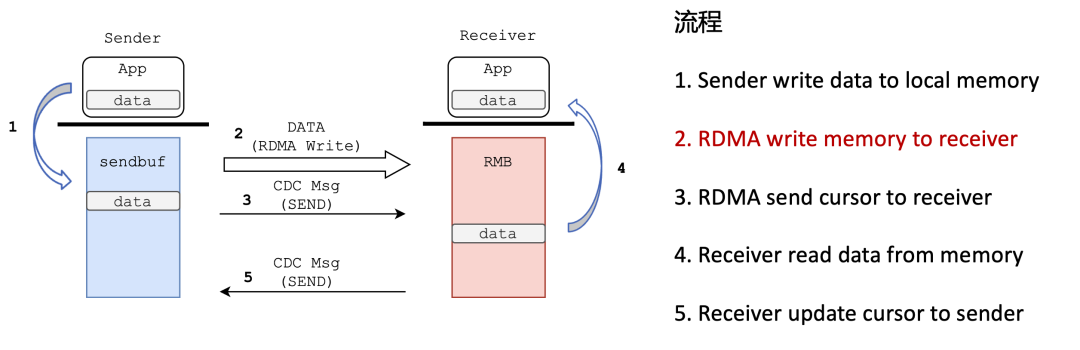 Sender
App
data
1
sendbuf
data
2
DATA
(RDMA Write)
CDC Msg
3
(SEND)
CDC Msg
5
(SEND)
Receiver
App
data
RMB
data
4
流程
1. Sender write data to local memory
2. RDMA write memory to receiver
3. RDMA send cursor to receiver
4. Receiver read data from memory
5. Receiver update cursor to sender